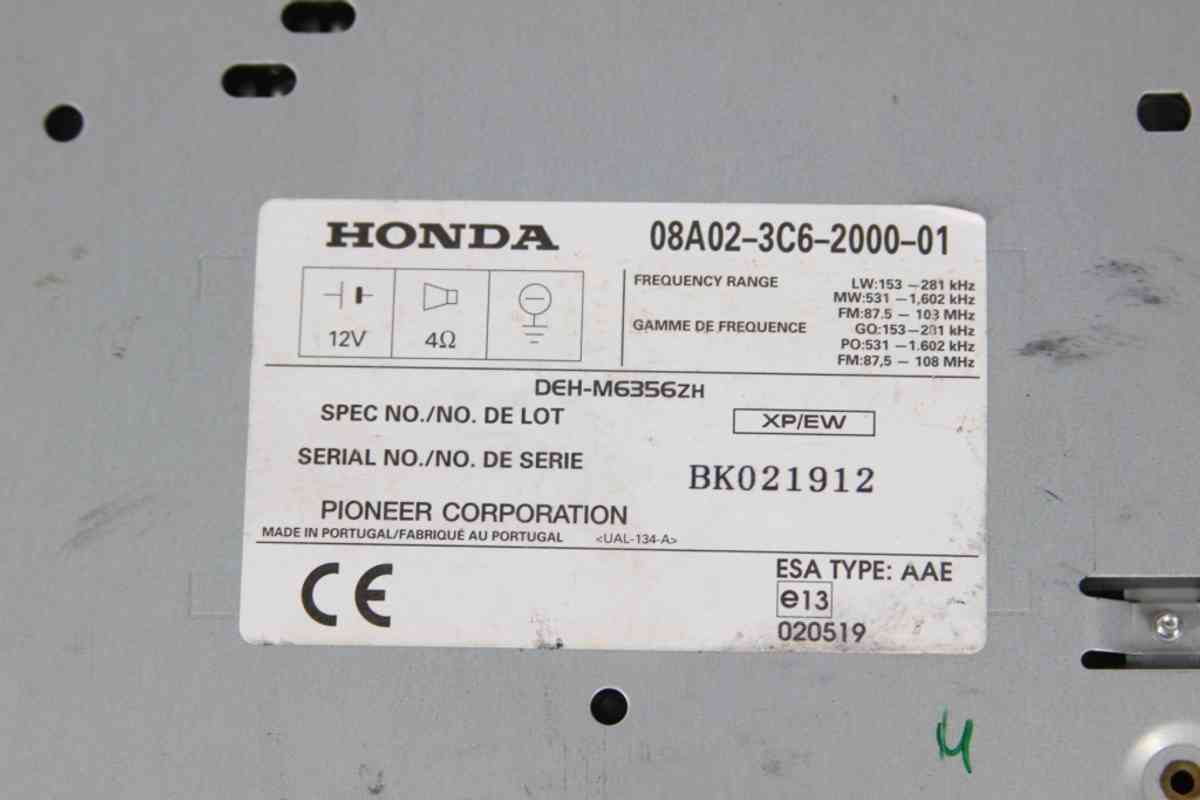 HONDA
08A02-3C6-2000-01
12V
4Ω
FREQUENCY RANGE
LW:153 – 281 kHz
MW:531 – 1,602 kHz
FM:87.5 – 103 MHz
GAMME DE FREQUENCE
GO:153–281 kHz
PO:531 – 1.602 kHz
FM:87,5 – 108 MHz
DEH-M6356ZH
SPEC NO./NO. DE LOT
XP/EW
SERIAL NO./NO. DE SERIE
BK021912
PIONEER CORPORATION
MADE IN PORTUGAL/FABRIQUÉ AU PORTUGAL <UAL-134-A>
CE
ESA TYPE: AAE
e13
020519